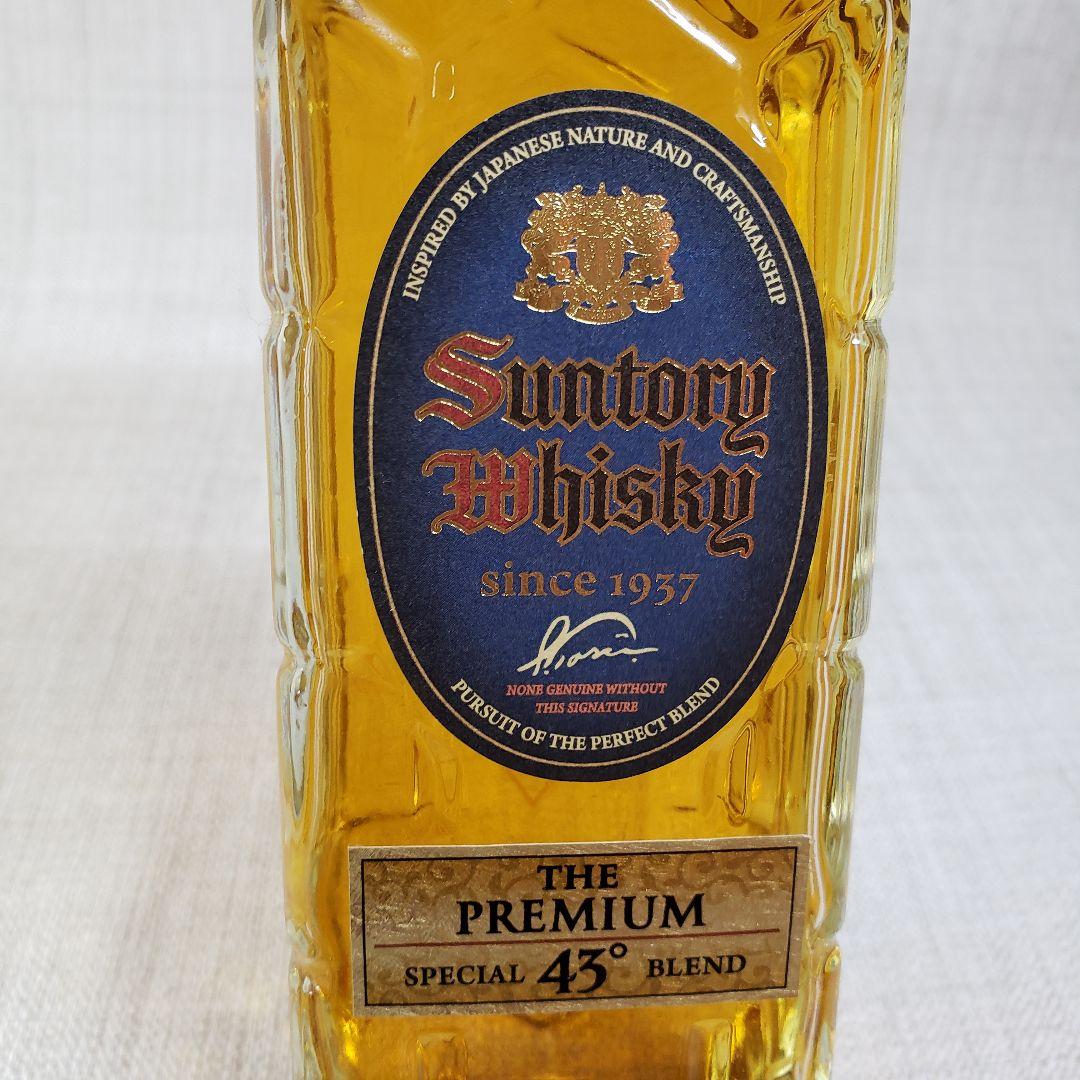 INSPIRED BY JAPANESE NATURE AND CRAFTSMANSHIP
Suntory
Whisky
since 1937
NONE GENUINE WITHOUT
THIS SIGNATURE
PURSUIT OF THE PERFECT BLEND
THE
PREMIUM
SPECIAL 43° BLEND